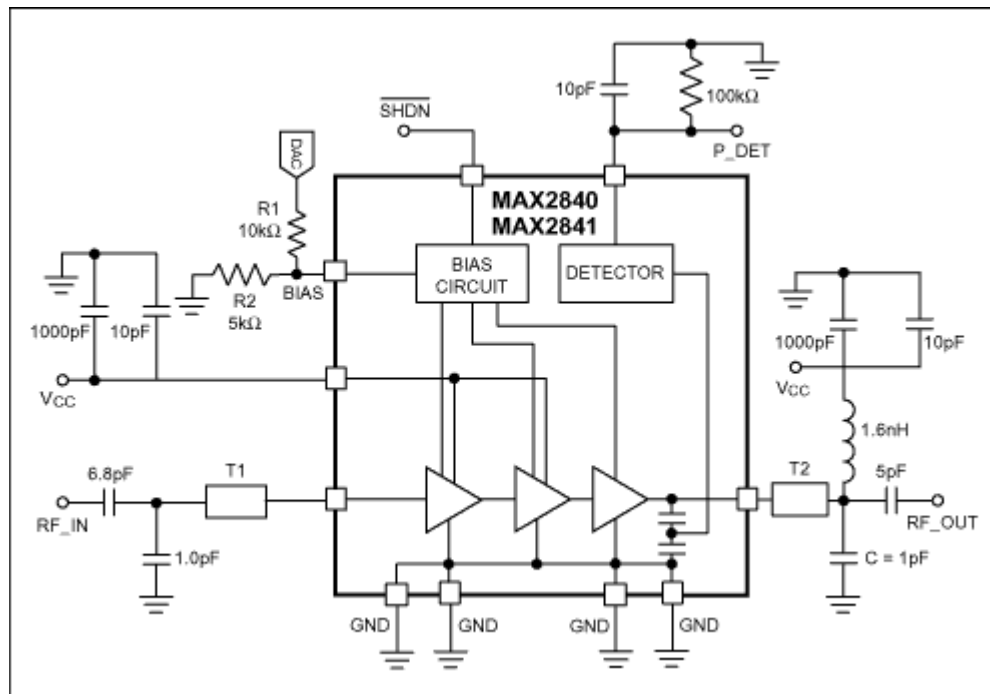 10pF
100kΩ
SHDN
P_DET
DAC
MAX2840
MAX2841
R1
10kΩ
BIAS
CIRCUIT
DETECTOR
BIAS
R2
5kΩ
1000pF
10pF
1000pF
10pF
VCC
VCC
1.6nH
6.8pF
T1
T2
5pF
RF_IN
RF_OUT
1.0pF
C = 1pF
GND
GND
GND
GND